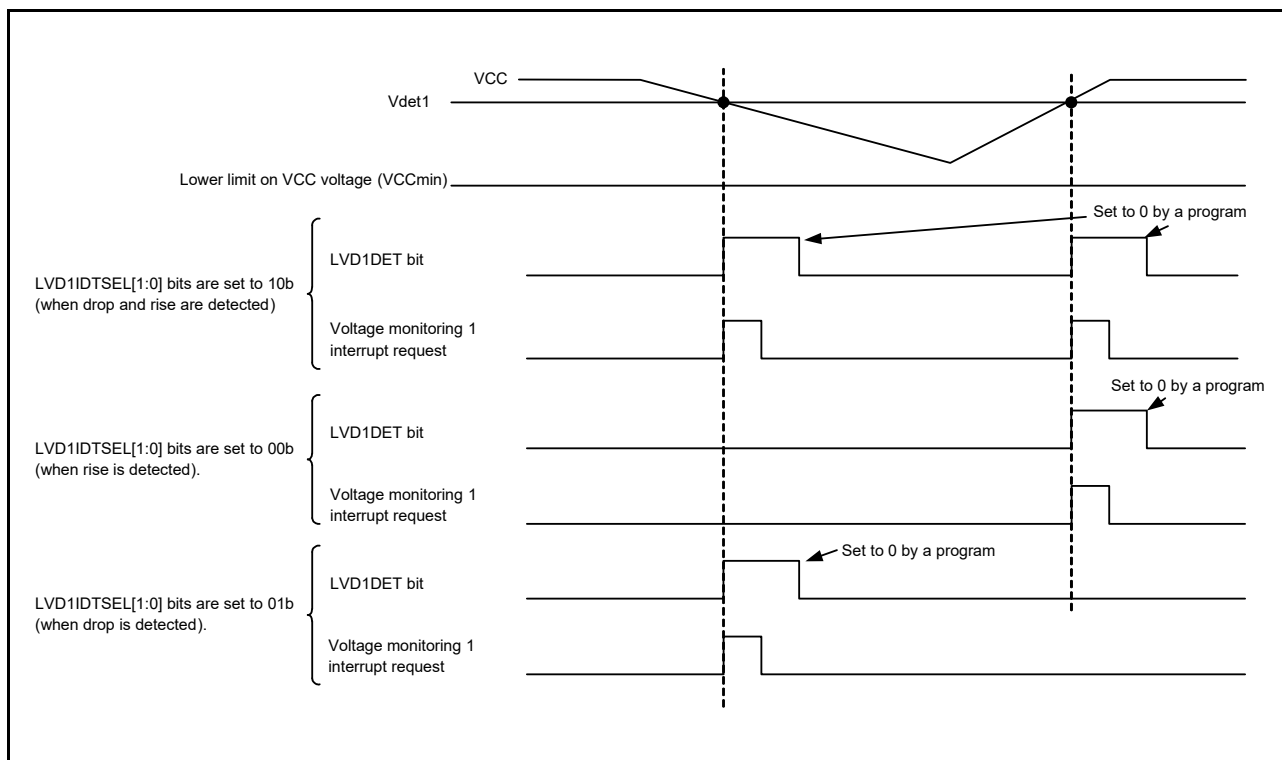 VCC
Vdet1
Lower limit on VCC voltage (VCCmin)
Set to 0 by a program
LVD1DET bit
LVD1IDTSEL[1:0] bits are set to 10b
(when drop and rise are detected)
Voltage monitoring 1
interrupt request
Set to 0 by a program
LVD1DET bit
LVD1IDTSEL[1:0] bits are set to 00b
(when rise is detected).
Voltage monitoring 1
interrupt request
Set to 0 by a program
LVD1DET bit
LVD1IDTSEL[1:0] bits are set to 01b
(when drop is detected).
Voltage monitoring 1
interrupt request